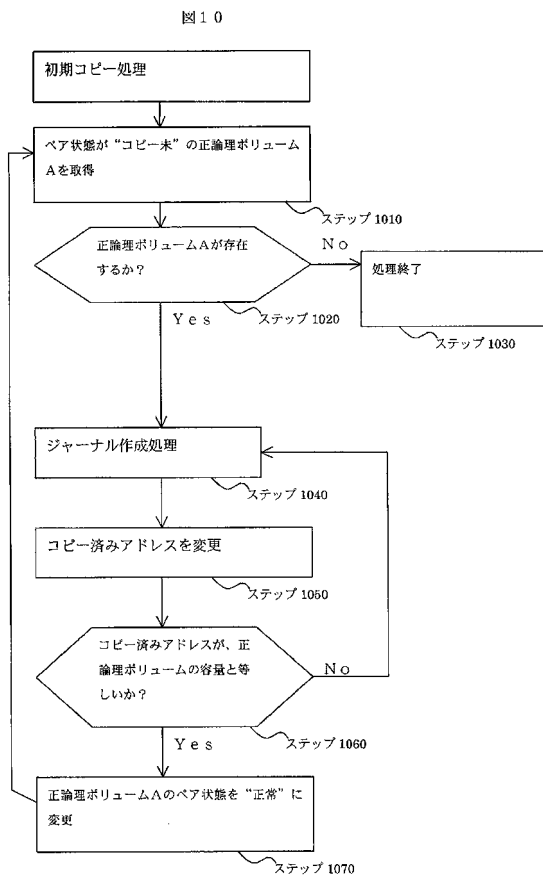 図10
初期コピー処理
ペア状態が“コピー未”の正論理ボリューム
Aを取得
ステップ 1010
正論理ボリュームAが存在
するか？
No
処理終了
Yes
ステップ 1020
ステップ 1030
ジャーナル作成処理
ステップ 1040
コピー済みアドレスを変更
ステップ 1050
コピー済みアドレスが、正
論理ボリュームの容量と等
しいか？
No
Yes
ステップ 1060
正論理ボリュームAのペア状態を“正常”に
変更
ステップ 1070